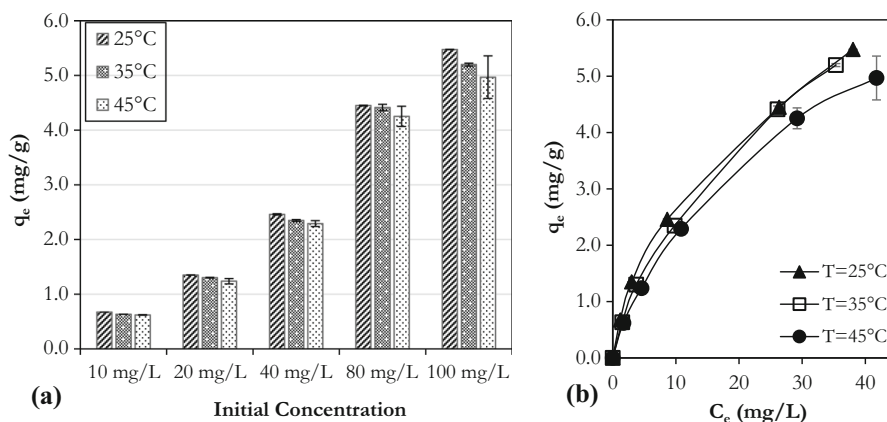 6.0
5.0
4.0
3.0
2.0
1.0
0.0
qe (mg/g)
25°C
35°C
45°C
10 mg/L 20 mg/L 40 mg/L 80 mg/L 100 mg/L
Initial Concentration
(a)
6.0
5.0
4.0
3.0
2.0
1.0
0.0
qe (mg/g)
T=25°C
T=35°C
T=45°C
0 10 20 30 40
Ce (mg/L)
(b)